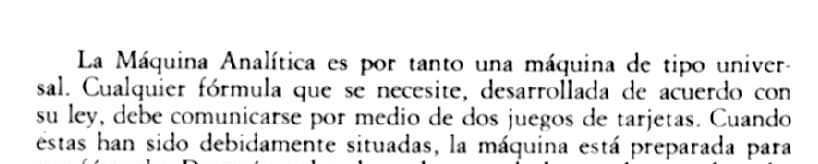 La Máquina Analítica es por tanto una máquina de tipo univer-
sal. Cualquier fórmula que se necesite, desarrollada de acuerdo con
su ley, debe comunicarse por medio de dos juegos de tarjetas. Cuando
éstas han sido debidamente situadas, la máquina está preparada para